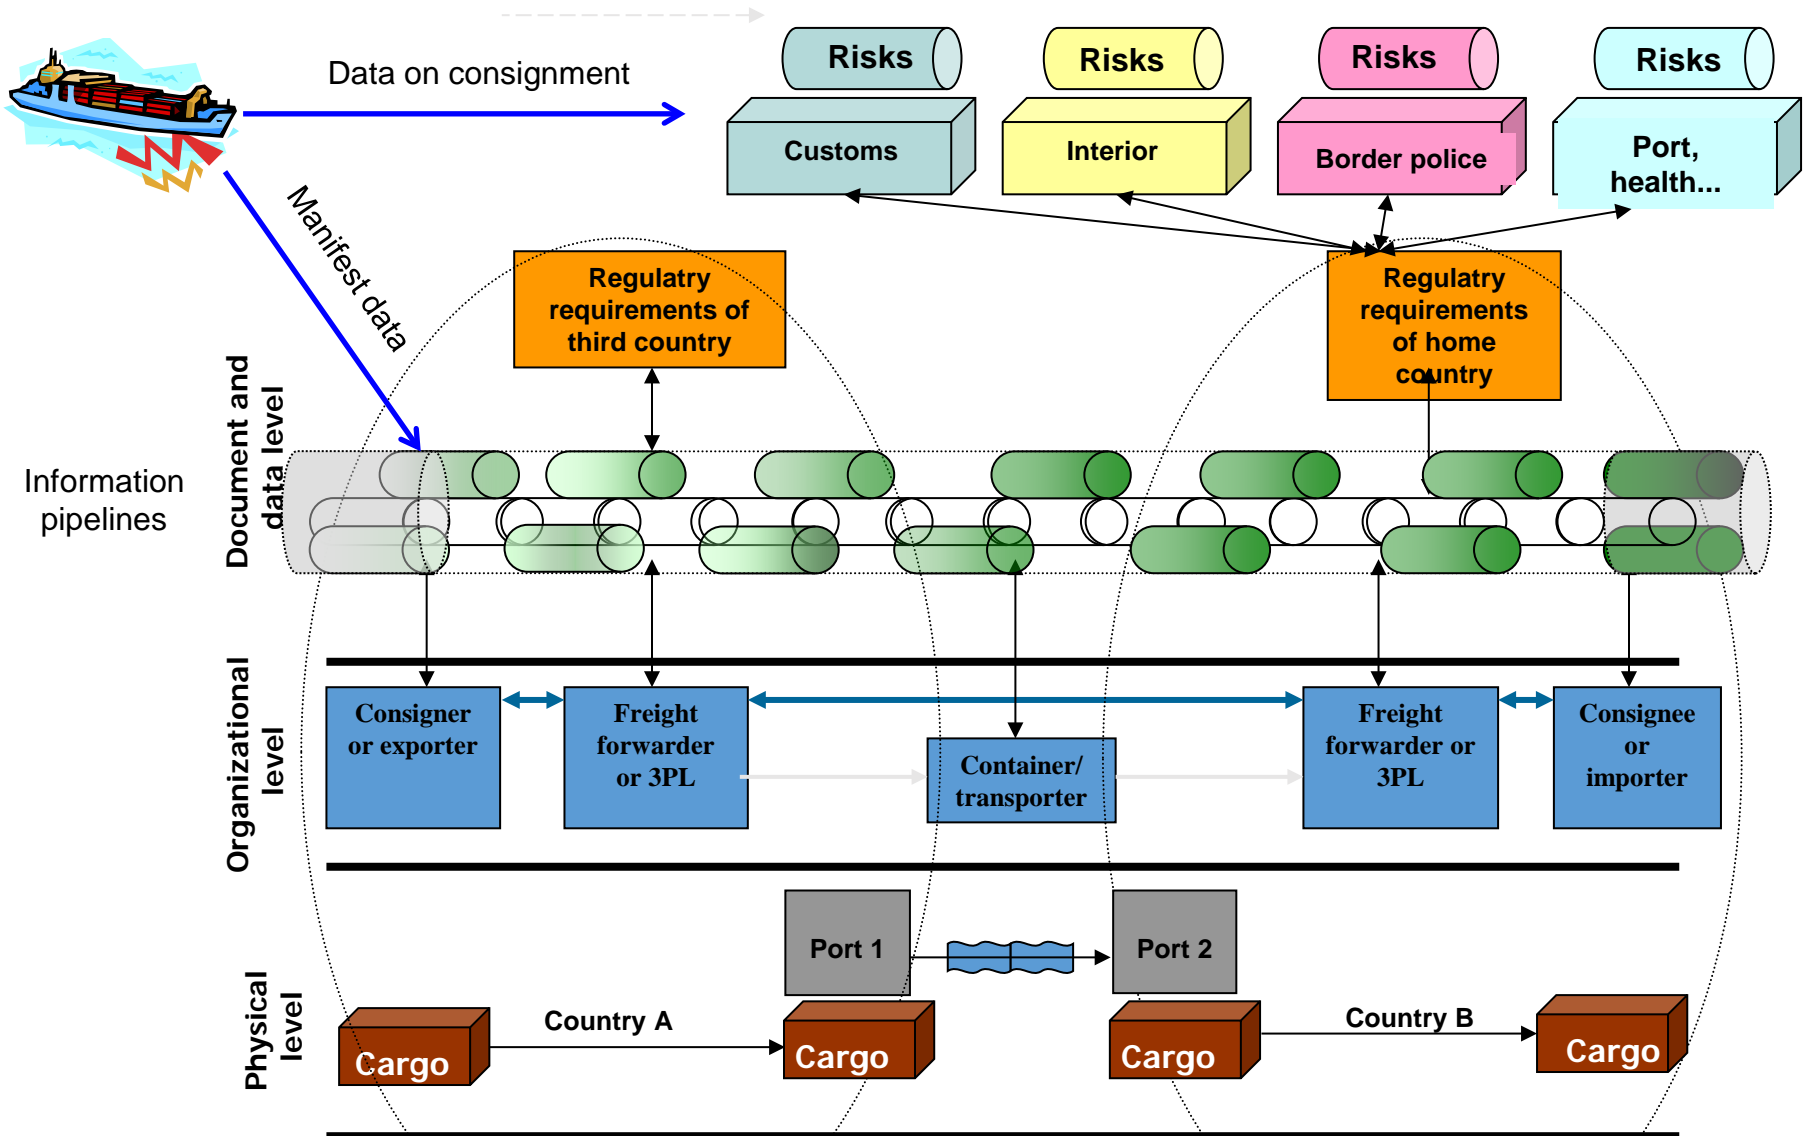 Data on consignment
Risks
Risks
Risks
Risks
Customs
Interior
Border police
Port,
health...
Manifest data
Regulatry
requirements of
third country
Regulatry
requirements
of home
country
Information
pipelines
Document and
data level
Organizational
level
Consigner
or exporter
Freight
forwarder
or 3PL
Container/
transporter
Freight
forwarder or
3PL
Consignee
or
importer
Physical
level
Port 1
Port 2
Country A
Country B
Cargo
Cargo
Cargo
Cargo